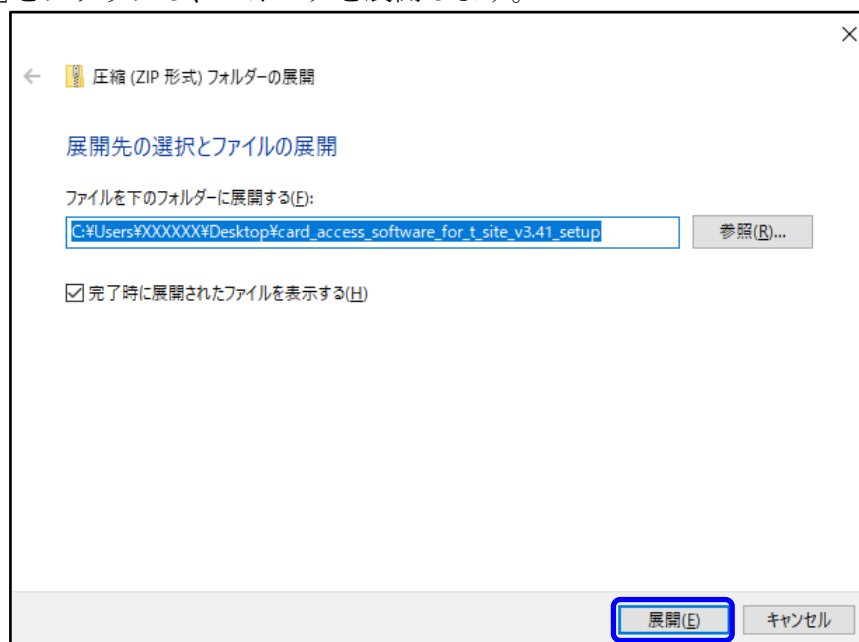 ← 圧縮 (ZIP 形式) フォルダーの展開
展開先の選択とファイルの展開
ファイルを下のフォルダーに展開する(F):
C:¥Users¥XXXXXX¥Desktop¥card_access_software_for_t_site_v3.41_setup
参照(R)...
完了時に展開されたファイルを表示する(H)
展開(E)
キャンセル